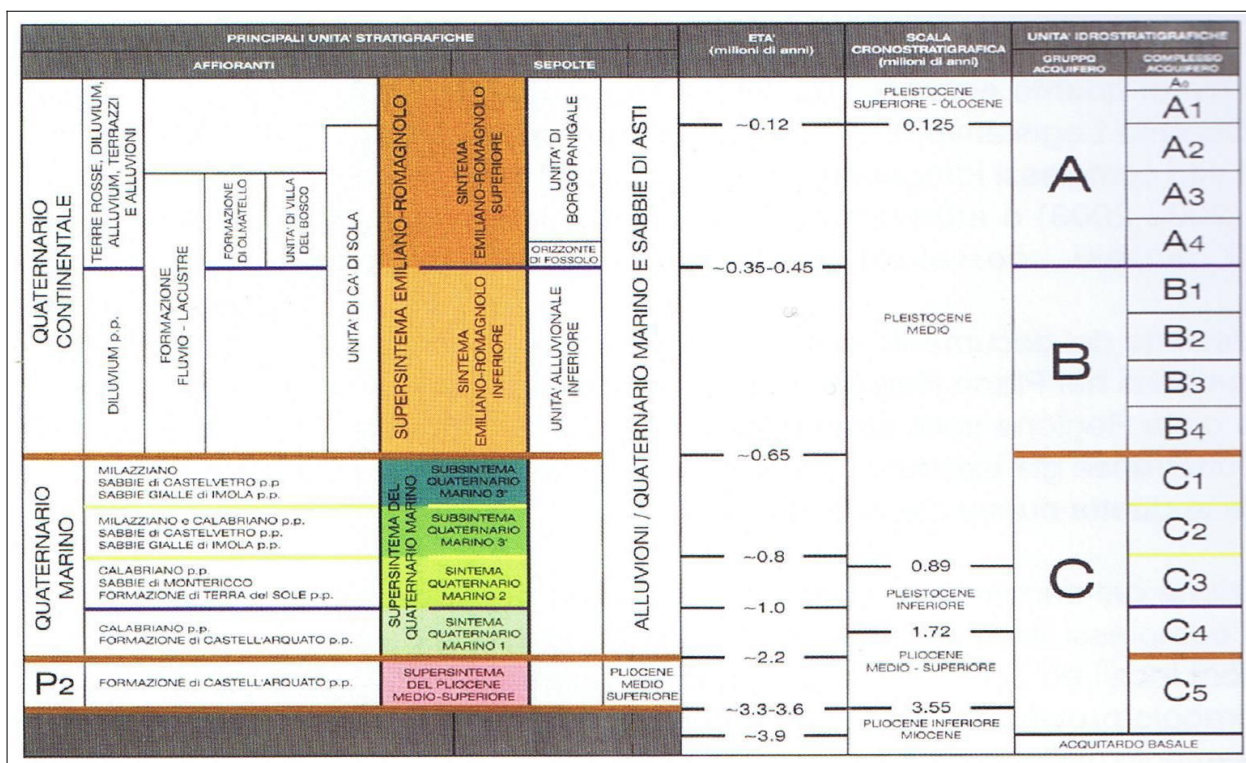 PRINCIPALI UNITA' STRATIGRAFICHE
AFFIORANTI
SEPOLTE
ETA'
(milioni di anni)
SCALA
CRONOSTRATIGRAFICA
(milioni di anni)
UNITA' IDROSTRATIGRAFICHE
GRUPPO
ACQUIFERO
COMPLESSO
ACQUIFERO
QUATERNARIO
CONTINENTALE
TERRE ROSSE, DILUVIUM,
ALLUVIUM, TERRAZZI
E ALLUVIONI
DILUVIUM p.p.
FORMAZIONE
FLUVIO - LACUSTRE
FORMAZIONE
DI OLMATELLO
UNITA' DI VILLA
DEL BOSCO
UNITA' DI CA' DI SOLA
SUPERSINTEMA EMILIANO-ROMAGNOLO
SINTEMA
EMILIANO-ROMAGNOLO
SUPERIORE
SINTEMA
EMILIANO-ROMAGNOLO
INFERIORE
UNITA' DI
BORGO PANIGALE
ORIZZONTE
DI FOSSOLO
UNITA' ALLUVIONALE
INFERIORE
ALLUVIONI / QUATERNARIO MARINO E SABBIE DI ASTI
QUATERNARIO
MARINO
MILAZZIANO
SABBIE di CASTELVETRO p.p
SABBIE GIALLE di IMOLA p.p.
MILAZZIANO e CALABRIANO p.p.
SABBIE di CASTELVETRO p.p.
SABBIE GIALLE di IMOLA p.p.
CALABRIANO p.p.
SABBIE di MONTERICCO
FORMAZIONE di TERRA del SOLE p.p.
CALABRIANO p.p.
FORMAZIONE di CASTELL'ARQUATO p.p.
SUPERSINTEMA DEL
QUATERNARIO MARINO
SUBSINTEMA
QUATERNARIO
MARINO 3"
SUBSINTEMA
QUATERNARIO
MARINO 3'
SINTEMA
QUATERNARIO
MARINO 2
SINTEMA
QUATERNARIO
MARINO 1
P2
FORMAZIONE di CASTELL'ARQUATO p.p.
SUPERSINTEMA
DEL PLIOCENE
MEDIO-SUPERIORE
PLIOCENE
MEDIO
SUPERIORE
~0.12
~0.35-0.45
~0.65
~0.8
~1.0
~2.2
~3.3-3.6
~3.9
PLEISTOCENE
SUPERIORE - OLOCENE
0.125
PLEISTOCENE
MEDIO
0.89
PLEISTOCENE
INFERIORE
1.72
PLIOCENE
MEDIO - SUPERIORE
3.55
PLIOCENE INFERIORE
MIOCENE
A
B
C
A0
A1
A2
A3
A4
B1
B2
B3
B4
C1
C2
C3
C4
C5
ACQUITARDO BASALE